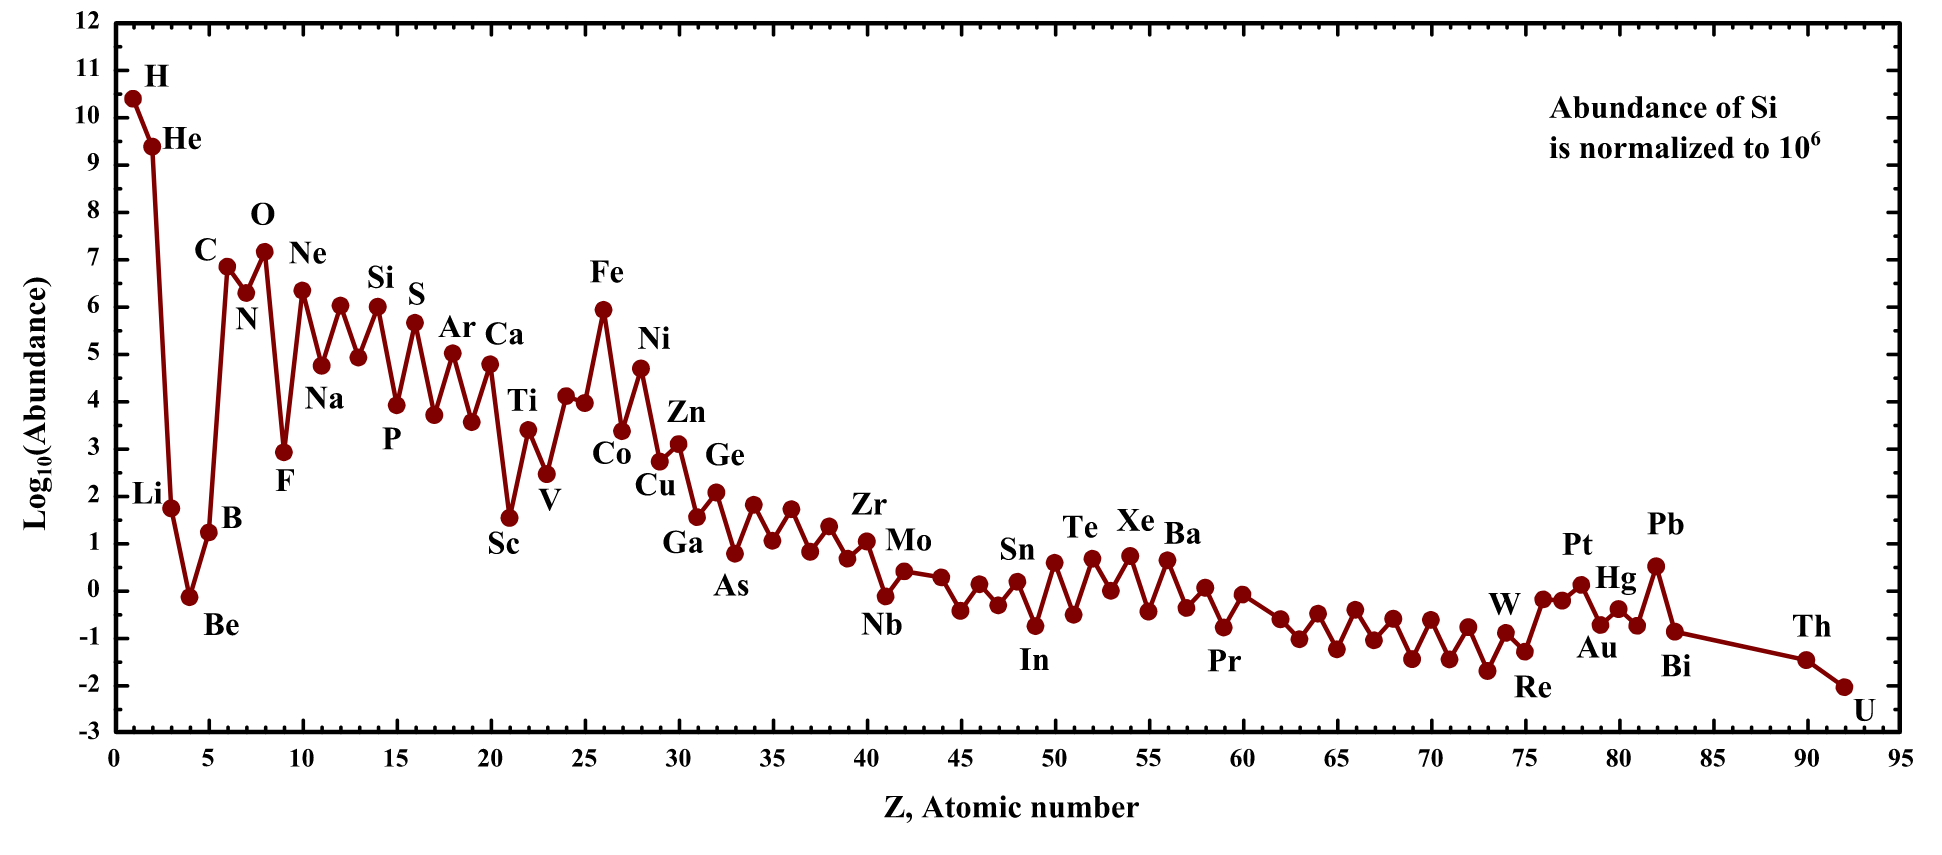 12
11
10
9
8
7
6
5
4
3
2
1
0
-1
-2
-3
Log10(Abundance)
H
He
Li
Be
B
C
N
O
F
Ne
Na
Si
P
S
Ar
Ca
Sc
Ti
V
Fe
Co
Ni
Cu
Zn
Ga
Ge
As
Zr
Nb
Mo
Sn
In
Te
Xe
Ba
Pr
W
Re
Pt
Au
Hg
Pb
Bi
Th
U
Abundance of Si
is normalized to 10⁶
0 5 10 15 20 25 30 35 40 45 50 55 60 65 70 75 80 85 90 95
Z, Atomic number